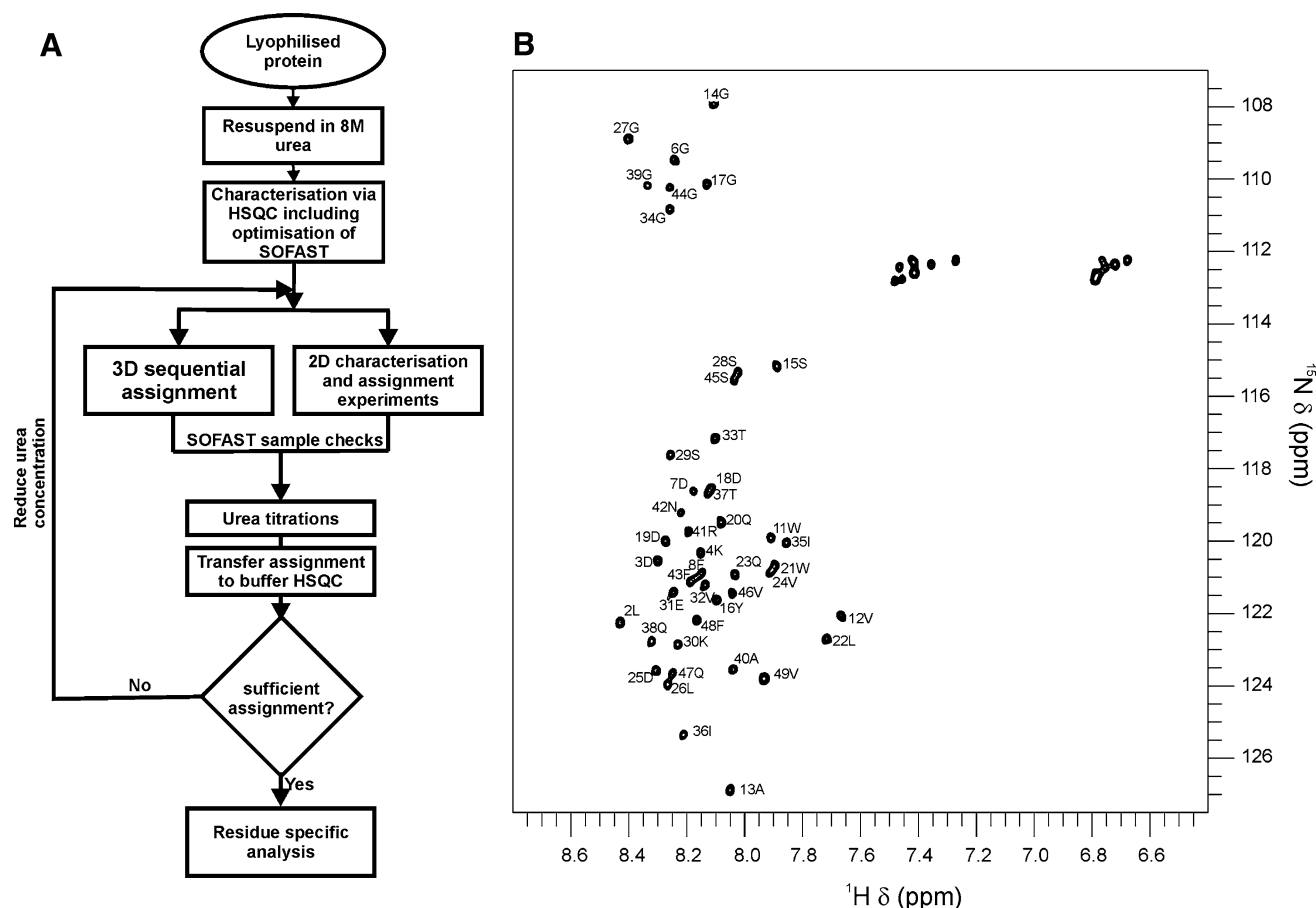 A
Lyophilised
protein
Resuspend in 8M
urea
Characterisation via
HSQC including
optimisation of
SOFAST
3D sequential
assignment
2D characterisation
and assignment
experiments
SOFAST sample checks
Reduce urea
concentration
Urea titrations
Transfer assignment
to buffer HSQC
sufficient
assignment?
No
Yes
Residue specific
analysis
B
14G
27G
6G
39G
17G
44G
34G
28S
15S
45S
33T
29S
7D
18D
37T
42N
20Q
41R
11W
19D
35I
4K
3D
8F
23Q
21W
43F
24V
31E
32V
46V
16Y
2L
12V
48F
38Q
30K
22L
40A
25D
47Q
49V
26L
36I
13A
108
110
112
114
116
118
120
122
124
126
15N δ (ppm)
8.6 8.4 8.2 8.0 7.8 7.6 7.4 7.2 7.0 6.8 6.6
1H δ (ppm)